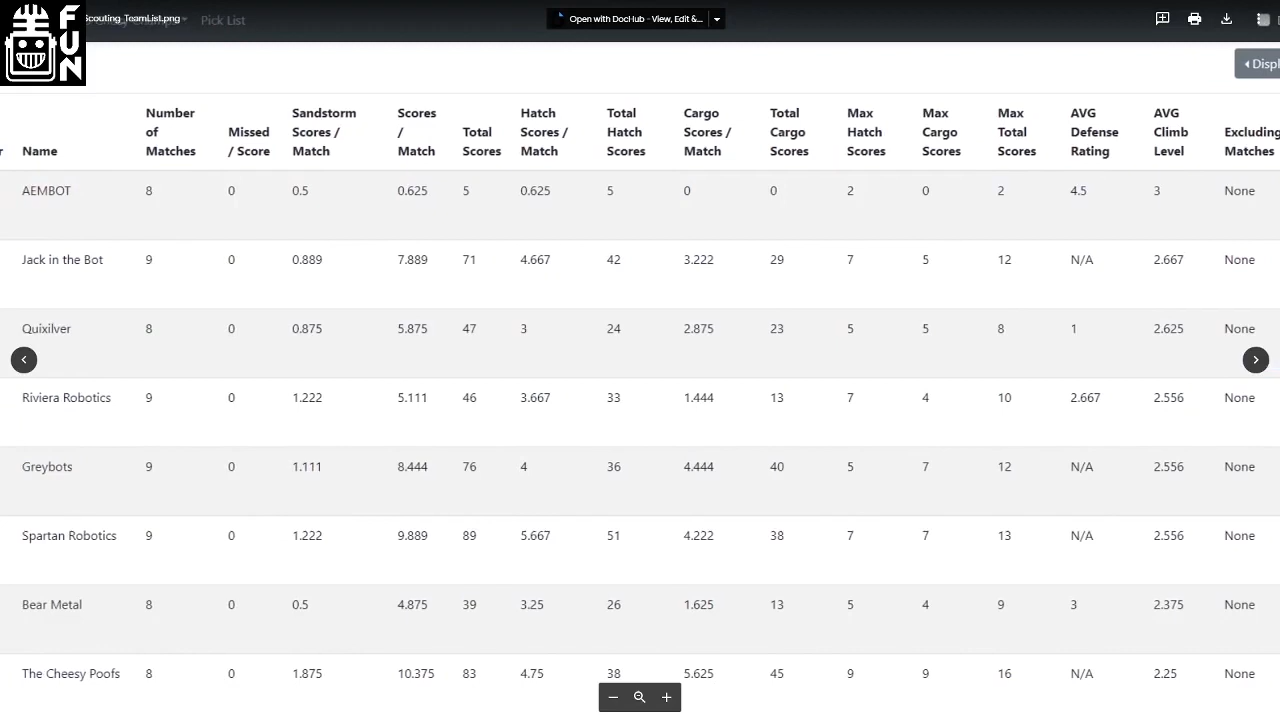 Scouting_TeamList.png
Pick List
Open with DocHub - View, Edit &...
FUN
Displ
Name Number of Matches Missed / Score Sandstorm Scores / Match Scores / Match Total Scores Hatch Scores / Match Total Hatch Scores Cargo Scores / Match Total Cargo Scores Max Hatch Scores Max Cargo Scores Max Total Scores AVG Defense Rating AVG Climb Level Excluding Matches
AEMBOT 8 0 0.5 0.625 5 0.625 5 0 0 2 0 2 4.5 3 None
Jack in the Bot 9 0 0.889 7.889 71 4.667 42 3.222 29 7 5 12 N/A 2.667 None
Quixilver 8 0 0.875 5.875 47 3 24 2.875 23 5 5 8 1 2.625 None
Riviera Robotics 9 0 1.222 5.111 46 3.667 33 1.444 13 7 4 10 2.667 2.556 None
Greybots 9 0 1.111 8.444 76 4 36 4.444 40 5 7 12 N/A 2.556 None
Spartan Robotics 9 0 1.222 9.889 89 5.667 51 4.222 38 7 7 13 N/A 2.556 None
Bear Metal 8 0 0.5 4.875 39 3.25 26 1.625 13 5 4 9 3 2.375 None
The Cheesy Poofs 8 0 1.875 10.375 83 4.75 38 5.625 45 9 9 16 N/A 2.25 None